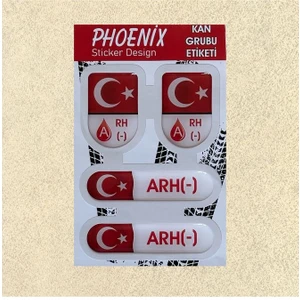 PHOENİX
Sticker Design
KAN
GRUBU
ETİKETİ
A
RH
(-)
A
RH
(-)
ARH(-)
ARH(-)